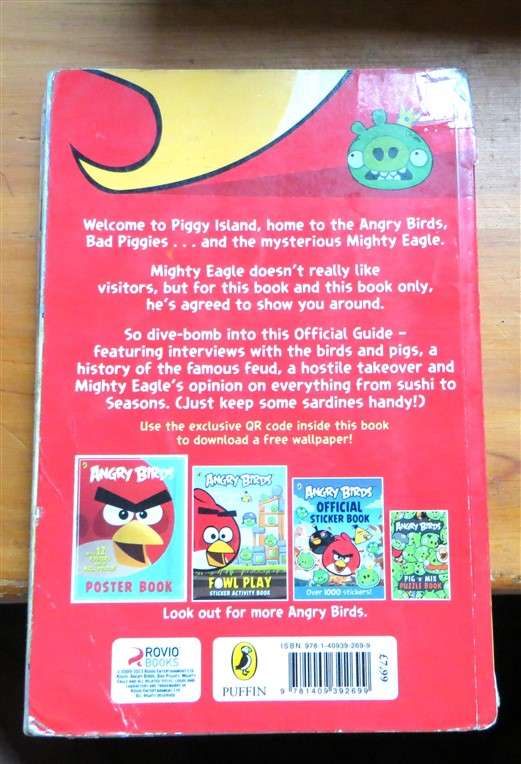 Welcome to Piggy Island, home to the Angry Birds,
Bad Piggies . . . and the mysterious Mighty Eagle.
Mighty Eagle doesn't really like
visitors, but for this book and this book only,
he's agreed to show you around.
So dive-bomb into this Official Guide –
featuring interviews with the birds and pigs, a
history of the famous feud, a hostile takeover and
Mighty Eagle's opinion on everything from sushi to
Seasons. (Just keep some sardines handy!)
Use the exclusive QR code inside this book
to download a free wallpaper!
ANGRY BIRDS
12
POSTER BOOK
ANGRY BIRDS
FOWL PLAY
STICKER ACTIVITY BOOK
ANGRY BIRDS
OFFICIAL
STICKER BOOK
Over 1000 stickers!
ANGRY BIRDS
PIG & MIX
PUZZLE BOOK
Look out for more Angry Birds.
ROVIO
BOOKS
PUFFIN
ISBN 978-1-40939-269-9
9 781409 392699
£7.99